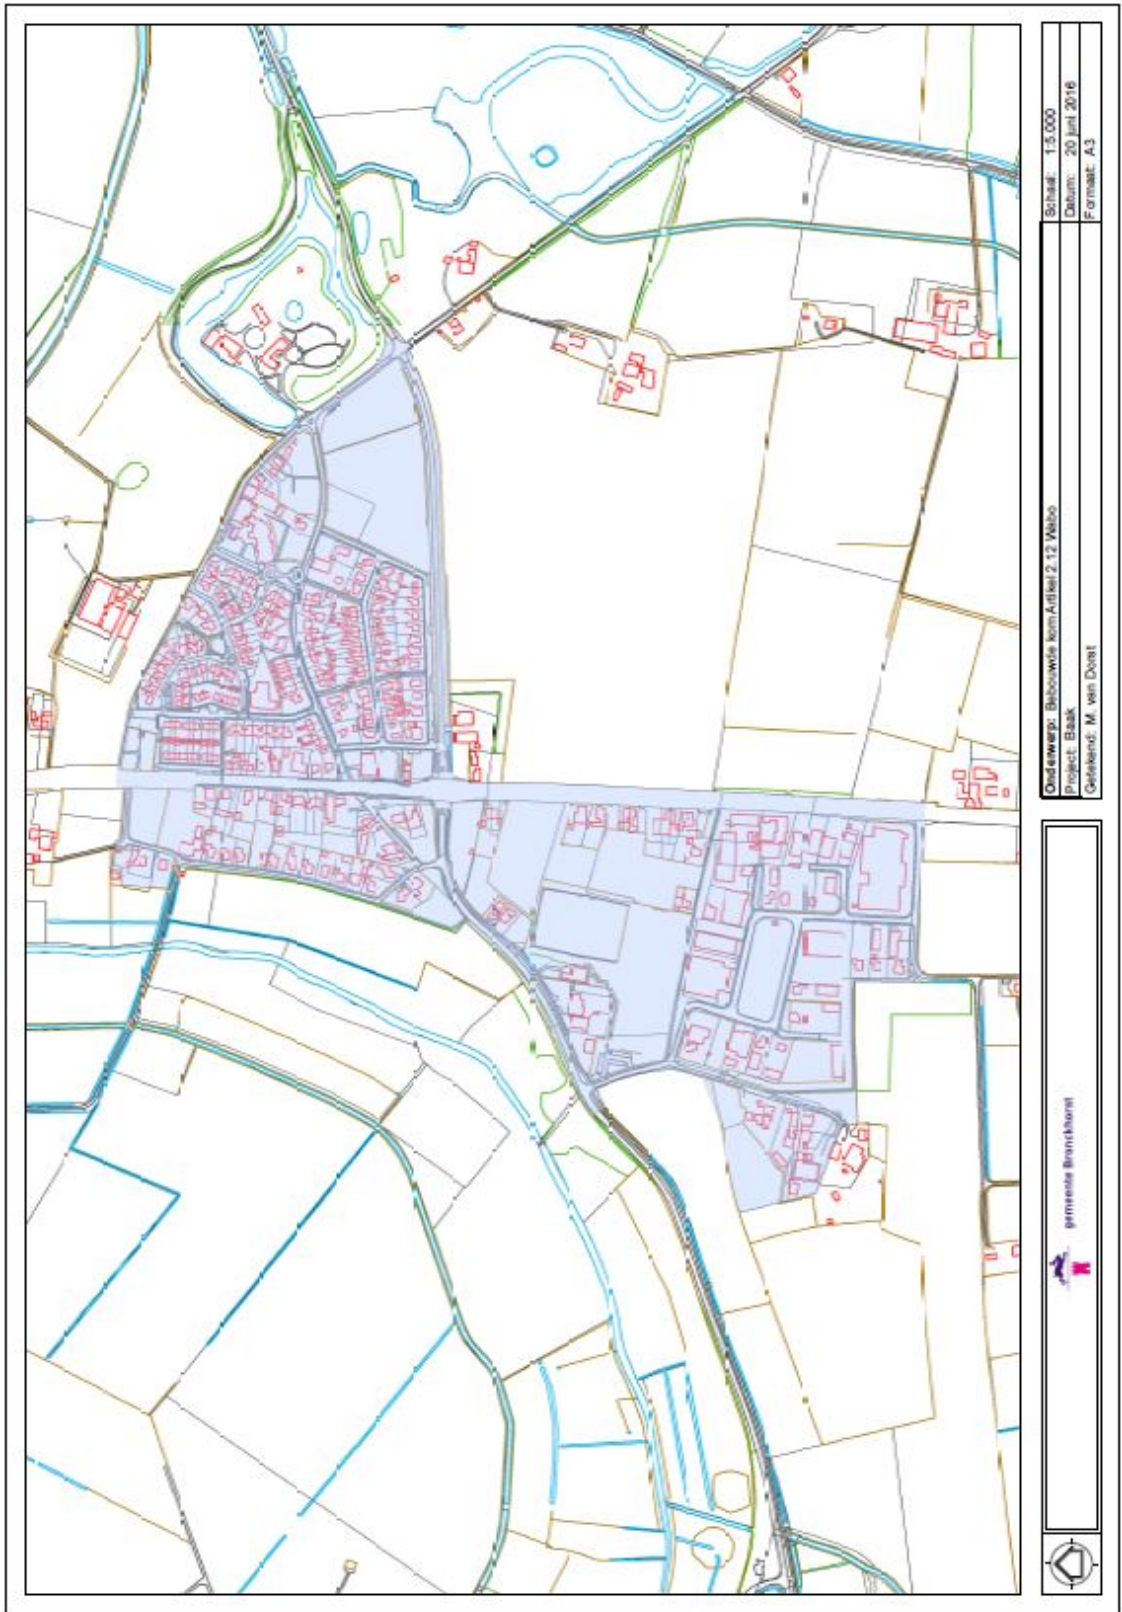 Onderwerp: Bebouwde kom Artikel 2.12 Wabo
Project: Baak
Getekend: M. van Dorst
Schaal: 1:5.000
Datum: 20 juni 2016
Formaat: A3
gemeente Bronckhorst